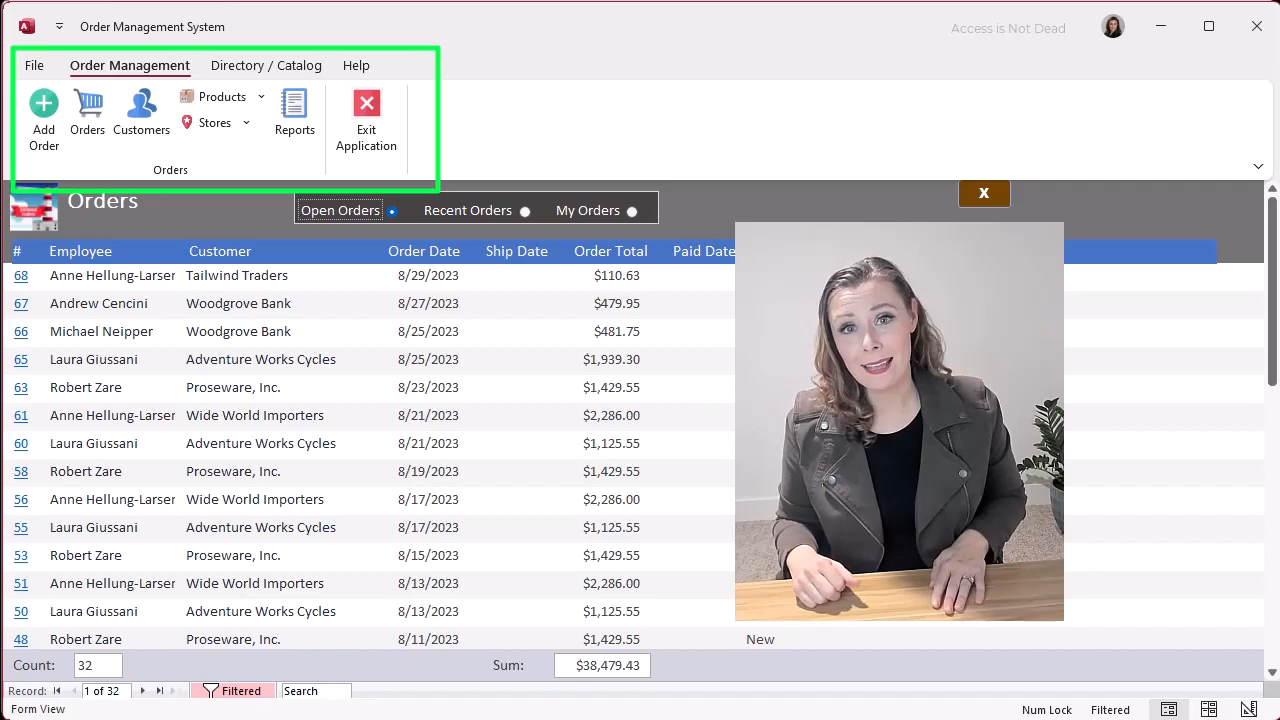 Order Management System
Access is Not Dead
File Order Management Directory / Catalog Help
Add Order
Orders
Customers
Products
Stores
Reports
Exit Application
Orders
Orders
Open Orders Recent Orders My Orders
X
# Employee Customer Order Date Ship Date Order Total Paid Date
68 Anne Hellung-Larsen Tailwind Traders 8/29/2023 $110.63
67 Andrew Cencini Woodgrove Bank 8/27/2023 $479.95
66 Michael Neipper Woodgrove Bank 8/25/2023 $481.75
65 Laura Giussani Adventure Works Cycles 8/25/2023 $1,939.30
63 Robert Zare Proseware, Inc. 8/23/2023 $1,429.55
61 Anne Hellung-Larsen Wide World Importers 8/21/2023 $2,286.00
60 Laura Giussani Adventure Works Cycles 8/21/2023 $1,125.55
58 Robert Zare Proseware, Inc. 8/19/2023 $1,429.55
56 Anne Hellung-Larsen Wide World Importers 8/17/2023 $2,286.00
55 Laura Giussani Adventure Works Cycles 8/17/2023 $1,125.55
53 Robert Zare Proseware, Inc. 8/15/2023 $1,429.55
51 Anne Hellung-Larsen Wide World Importers 8/13/2023 $2,286.00
50 Laura Giussani Adventure Works Cycles 8/13/2023 $1,125.55
48 Robert Zare Proseware, Inc. 8/11/2023 $1,429.55 New
Count: 32 Sum: $38,479.43
Record: 1 of 32 Filtered Search
Form View Num Lock Filtered